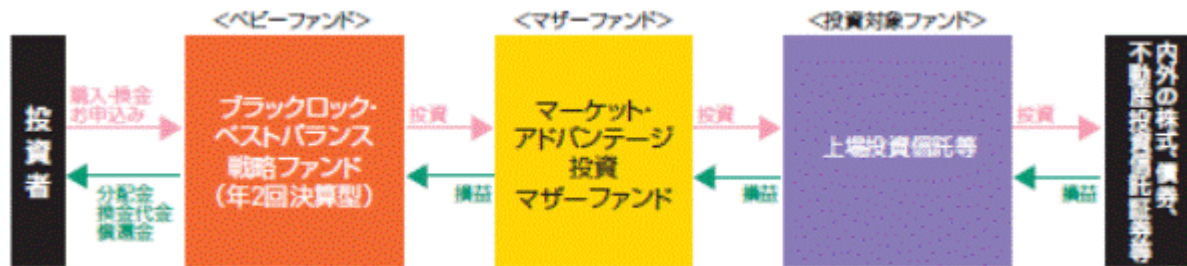 <ベビーファンド>
<マザーファンド>
<投資対象ファンド>
投資者
購入・換金
お申込み
分配金
換金代金
償還金
ブラックロック・
ベストバランス
戦略ファンド
(年2回決算型)
投資
損益
マーケット・
アドバンテージ
投資
マザーファンド
投資
損益
上場投資信託等
投資
損益
内外の株式、債券、
不動産投資信託証券等